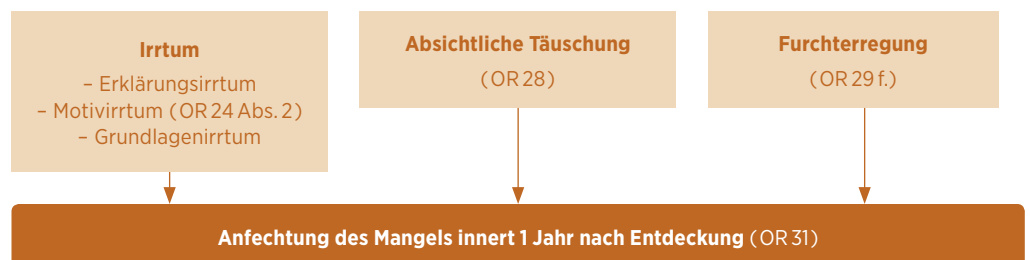 Irrtum
– Erklärungsirrtum
– Motivirrtum (OR 24 Abs. 2)
– Grundlagenirrtum
Absichtliche Täuschung
(OR 28)
Furchterregung
(OR 29 f.)
Anfechtung des Mangels innert 1 Jahr nach Entdeckung (OR 31)